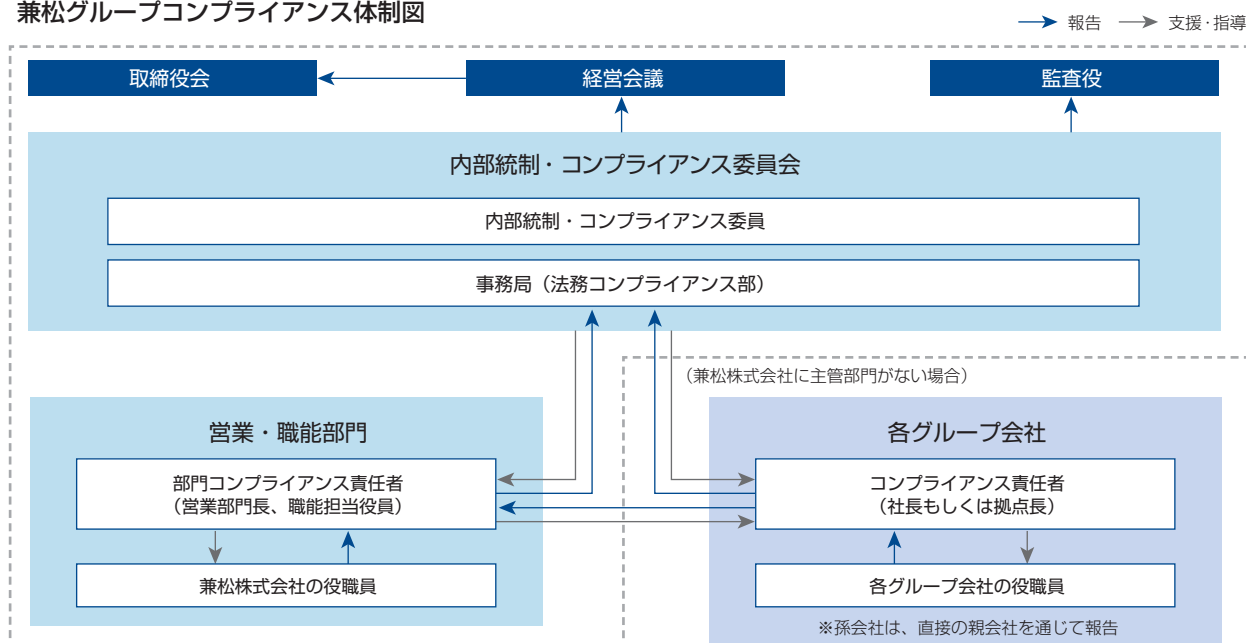 兼松グループコンプライアンス体制図
報告
支援・指導
取締役会
経営会議
監査役
内部統制・コンプライアンス委員会
内部統制・コンプライアンス委員
事務局（法務コンプライアンス部）
（兼松株式会社に主管部門がない場合）
営業・職能部門
部門コンプライアンス責任者
（営業部門長、職能担当役員）
兼松株式会社の役職員
各グループ会社
コンプライアンス責任者
（社長もしくは拠点長）
各グループ会社の役職員
※孫会社は、直接の親会社を通じて報告